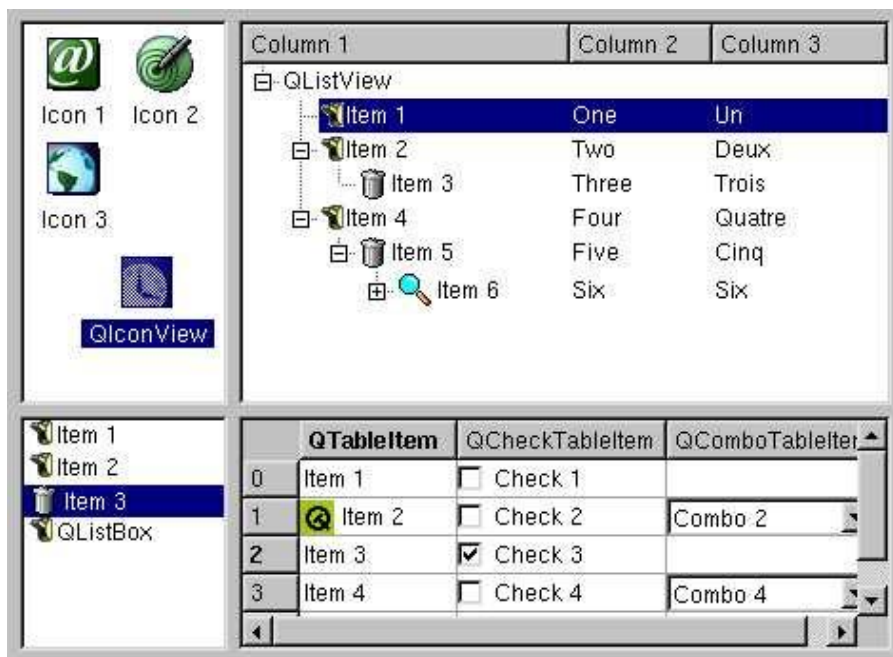 Icon 1 Icon 2
Icon 3
QIconView
Column 1 Column 2 Column 3
QListView
Item 1 One Un
Item 2 Two Deux
Item 3 Three Trois
Item 4 Four Quatre
Item 5 Five Cinq
Item 6 Six Six
Item 1
Item 2
Item 3
QListBox
QTableItem QCheckTableItem QComboTableIter
0 Item 1 Check 1
1 Item 2 Check 2 Combo 2
2 Item 3 Check 3
3 Item 4 Check 4 Combo 4